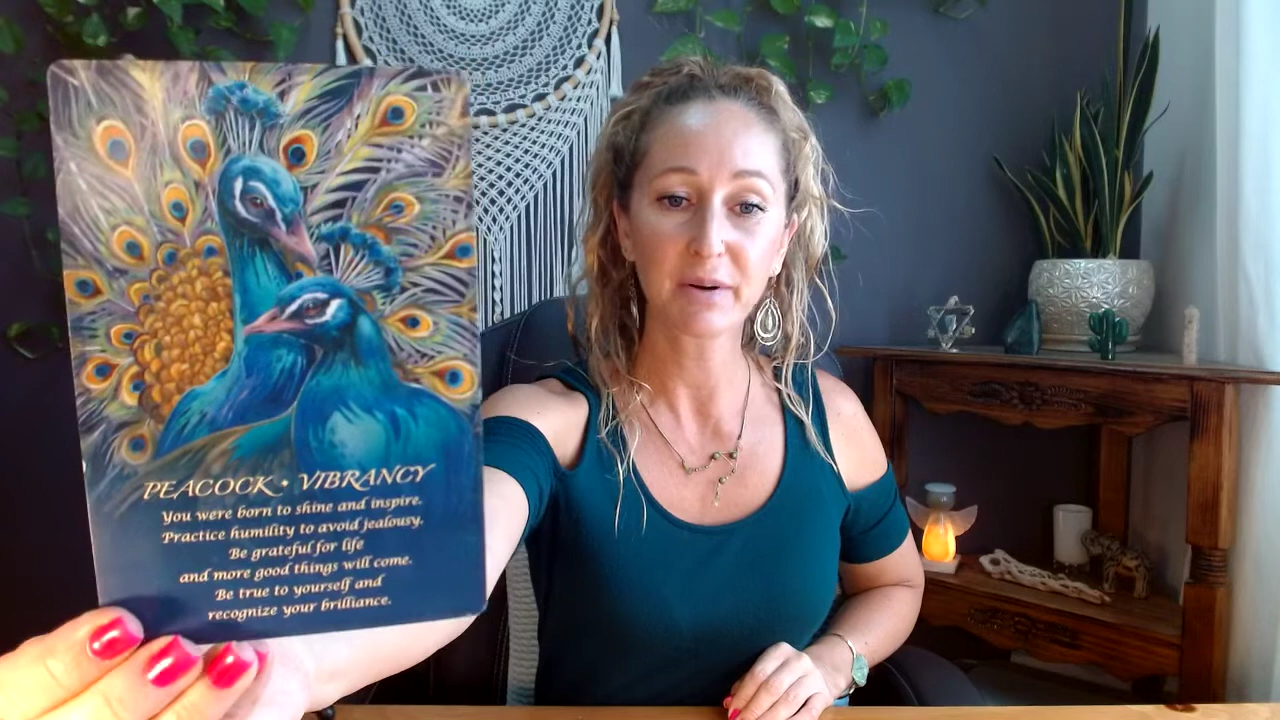 PEACOCK • VIBRANCY
You were born to shine and inspire.
Practice humility to avoid jealousy.
Be grateful for life
and more good things will come.
Be true to yourself and
recognize your brilliance.